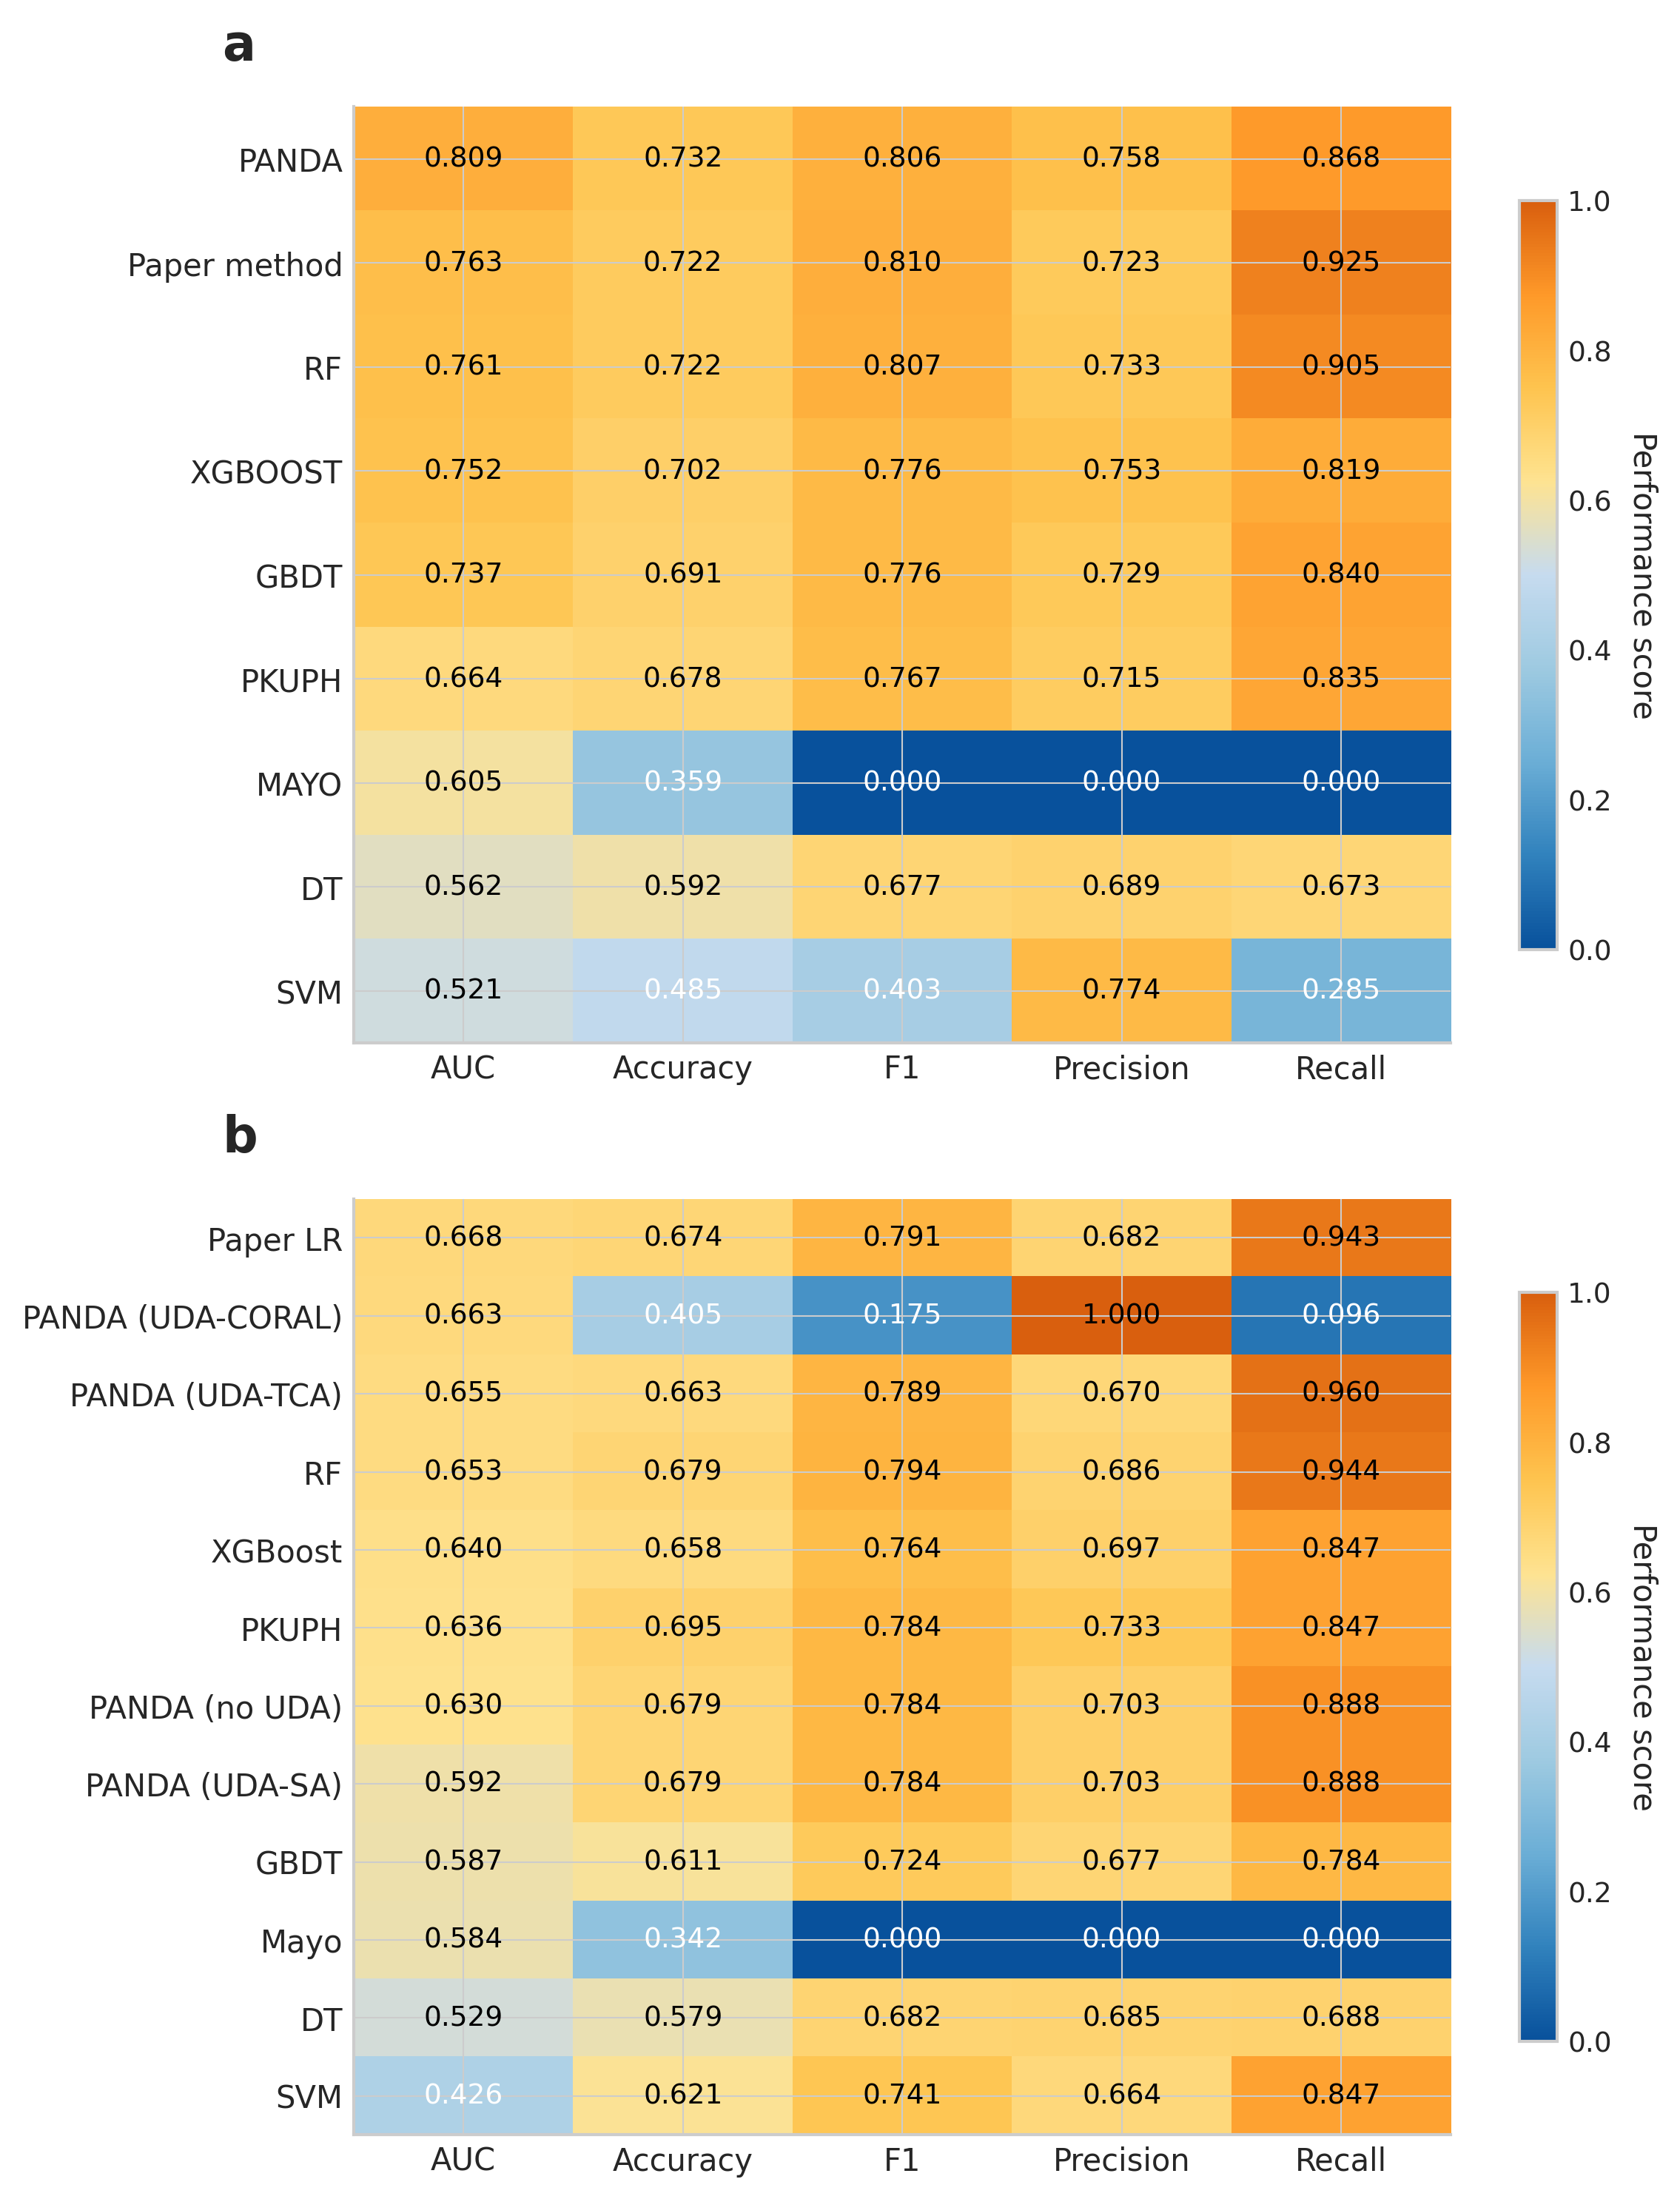 a
PANDA 0.809 0.732 0.806 0.758 0.868
Paper method 0.763 0.722 0.810 0.723 0.925
RF 0.761 0.722 0.807 0.733 0.905
XGBOOST 0.752 0.702 0.776 0.753 0.819
GBDT 0.737 0.691 0.776 0.729 0.840
PKUPH 0.664 0.678 0.767 0.715 0.835
MAYO 0.605 0.359 0.000 0.000 0.000
DT 0.562 0.592 0.677 0.689 0.673
SVM 0.521 0.485 0.403 0.774 0.285
AUC Accuracy F1 Precision Recall
1.0
0.8
0.6
0.4
0.2
0.0
Performance score
b
Paper LR 0.668 0.674 0.791 0.682 0.943
PANDA (UDA-CORAL) 0.663 0.405 0.175 1.000 0.096
PANDA (UDA-TCA) 0.655 0.663 0.789 0.670 0.960
RF 0.653 0.679 0.794 0.686 0.944
XGBoost 0.640 0.658 0.764 0.697 0.847
PKUPH 0.636 0.695 0.784 0.733 0.847
PANDA (no UDA) 0.630 0.679 0.784 0.703 0.888
PANDA (UDA-SA) 0.592 0.679 0.784 0.703 0.888
GBDT 0.587 0.611 0.724 0.677 0.784
Mayo 0.584 0.342 0.000 0.000 0.000
DT 0.529 0.579 0.682 0.685 0.688
SVM 0.426 0.621 0.741 0.664 0.847
AUC Accuracy F1 Precision Recall
1.0
0.8
0.6
0.4
0.2
0.0
Performance score